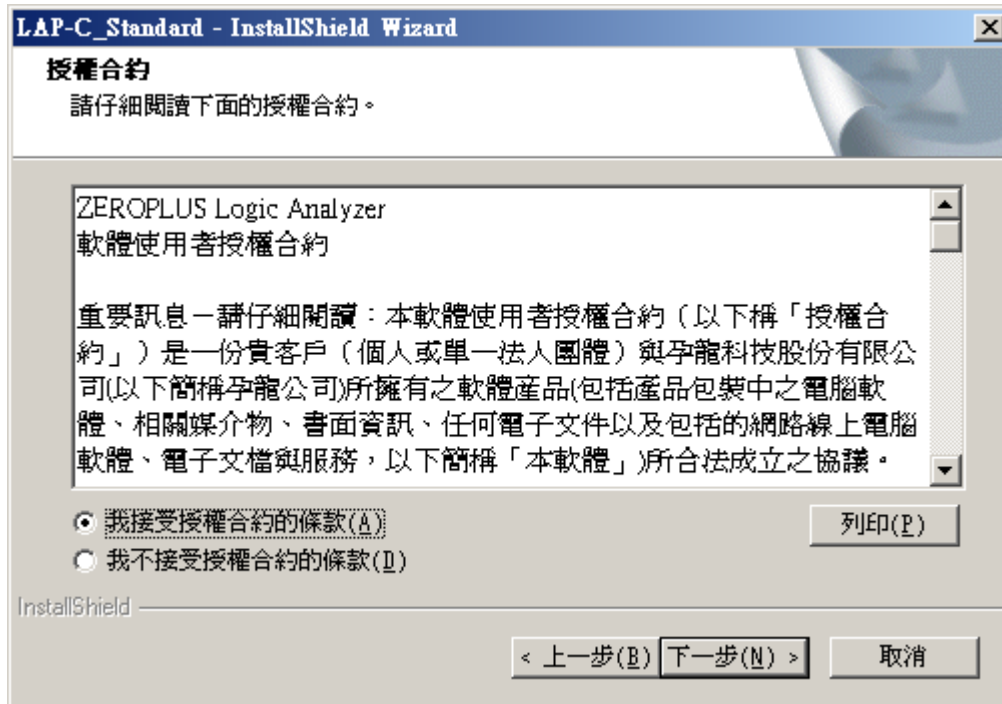 LAP-C_Standard - InstallShield Wizard
授權合約
請仔細閱讀下面的授權合約。
ZEROPLUS Logic Analyzer
軟體使用者授權合約
重要訊息－請仔細閱讀：本軟體使用者授權合約（以下稱「授權合
約」）是一份貴客戶（個人或單一法人團體）與孕龍科技股份有限公
司(以下簡稱孕龍公司)所擁有之軟體產品(包括產品包裝中之電腦軟
體、相關媒介物、書面資訊、任何電子文件以及包括的網路線上電腦
軟體、電子文檔與服務，以下簡稱「本軟體」)所合法成立之協議。
我接受授權合約的條款(A)
列印(P)
我不接受授權合約的條款(D)
InstallShield
< 上一步(B)
下一步(N) >
取消